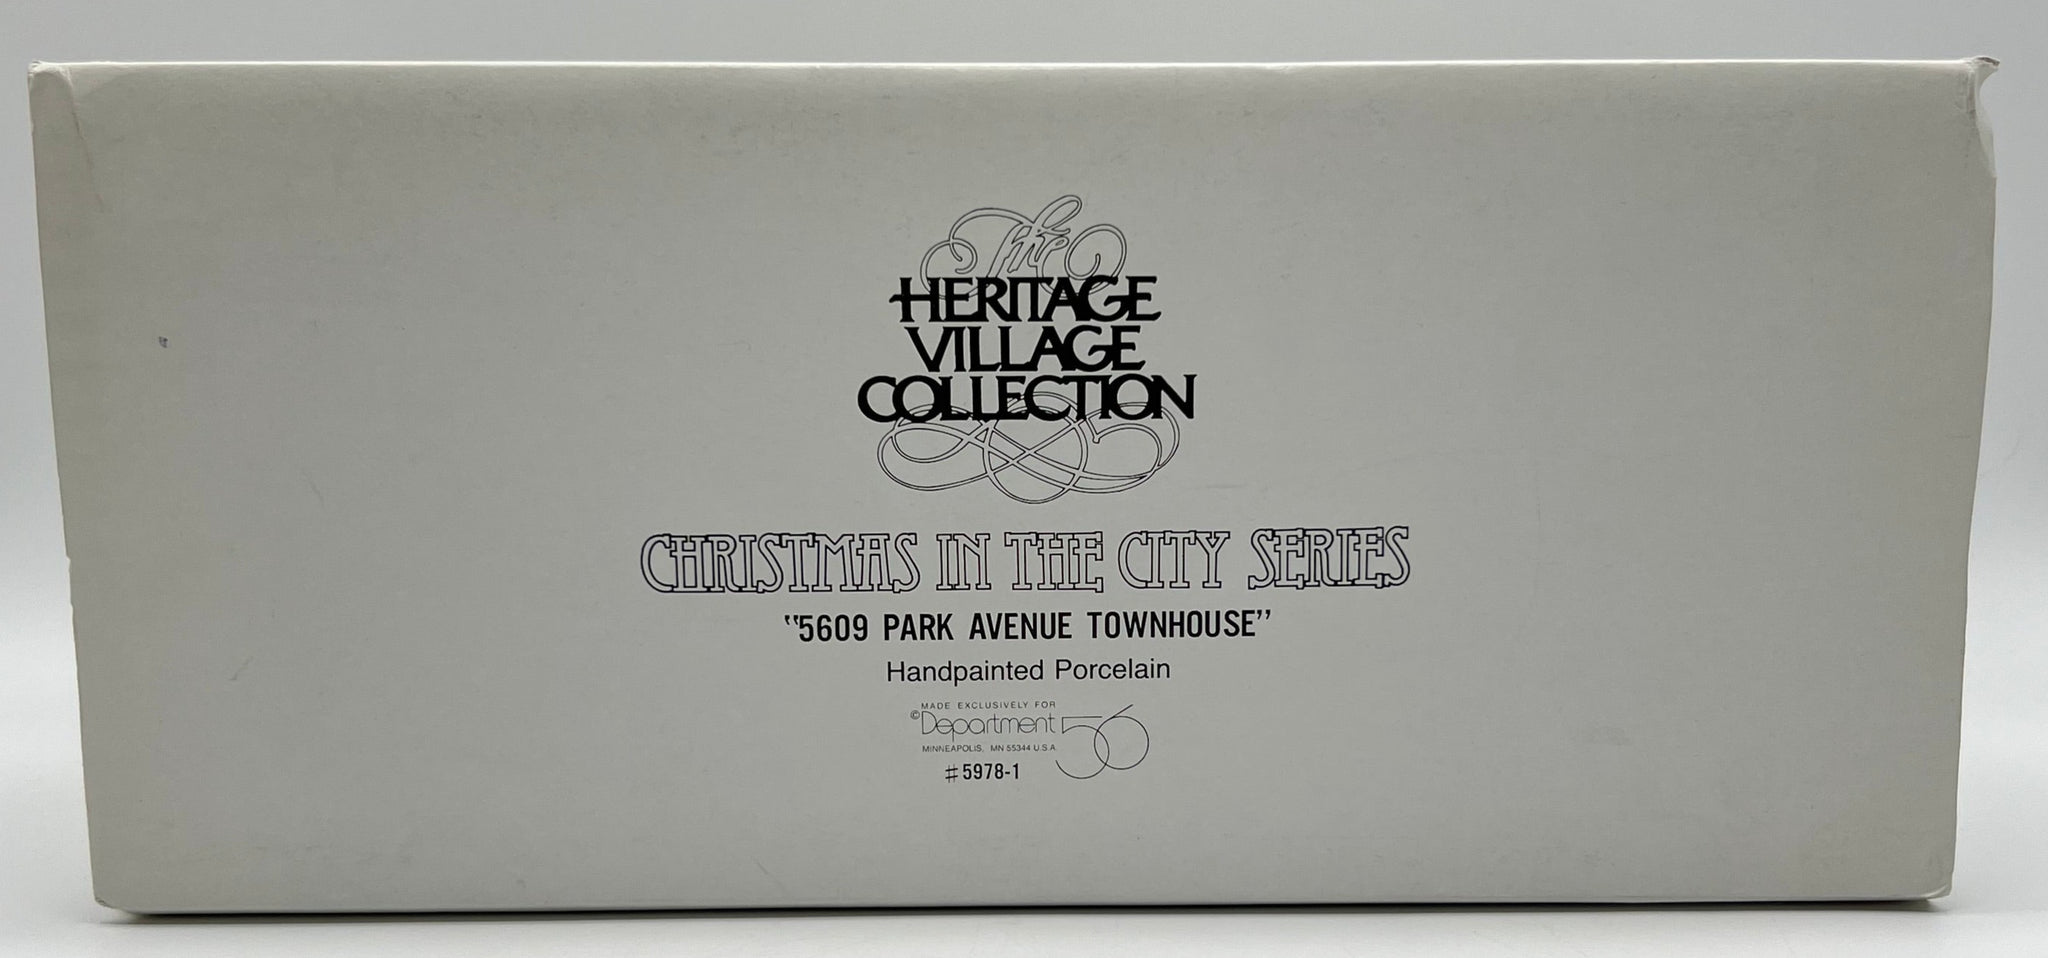 The
HERITAGE
VILLAGE
COLLECTION
CHRISTMAS IN THE CITY SERIES
"5609 PARK AVENUE TOWNHOUSE"
Handpainted Porcelain
MADE EXCLUSIVELY FOR
©Department 56
MINNEAPOLIS, MN 55344 U.S.A.
#5978-1